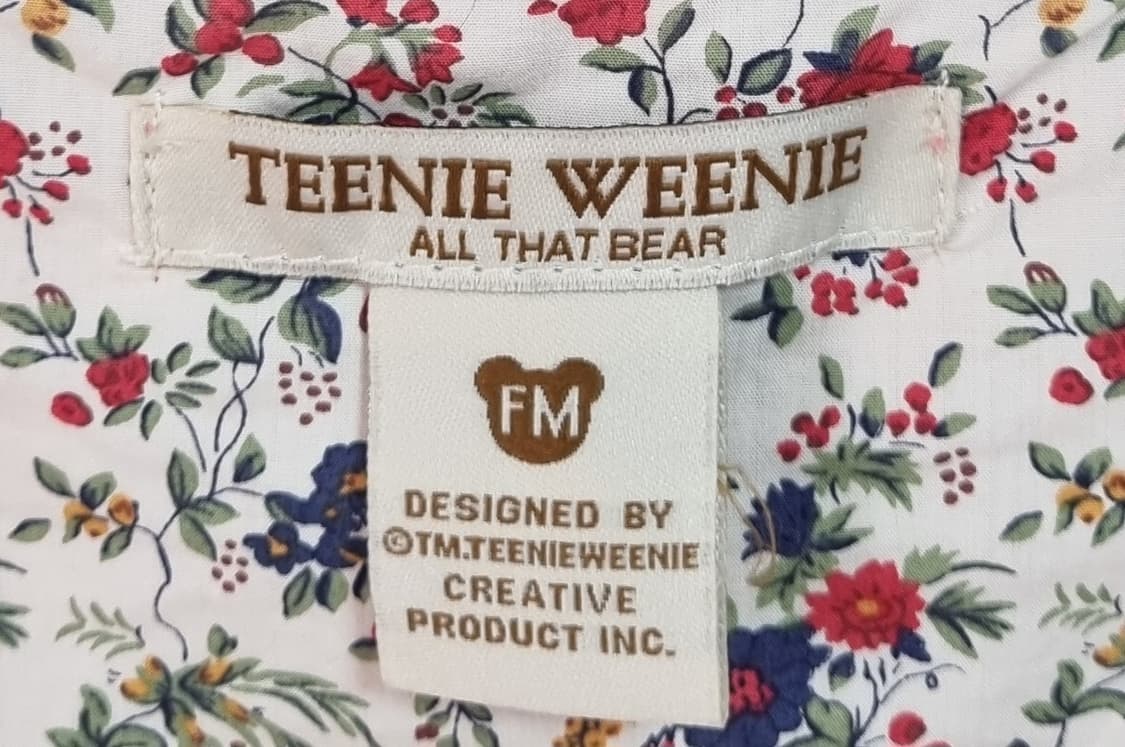 TEENIE WEENIE
ALL THAT BEAR
FM
DESIGNED BY
©TM.TEENIEWEENIE
CREATIVE
PRODUCT INC.